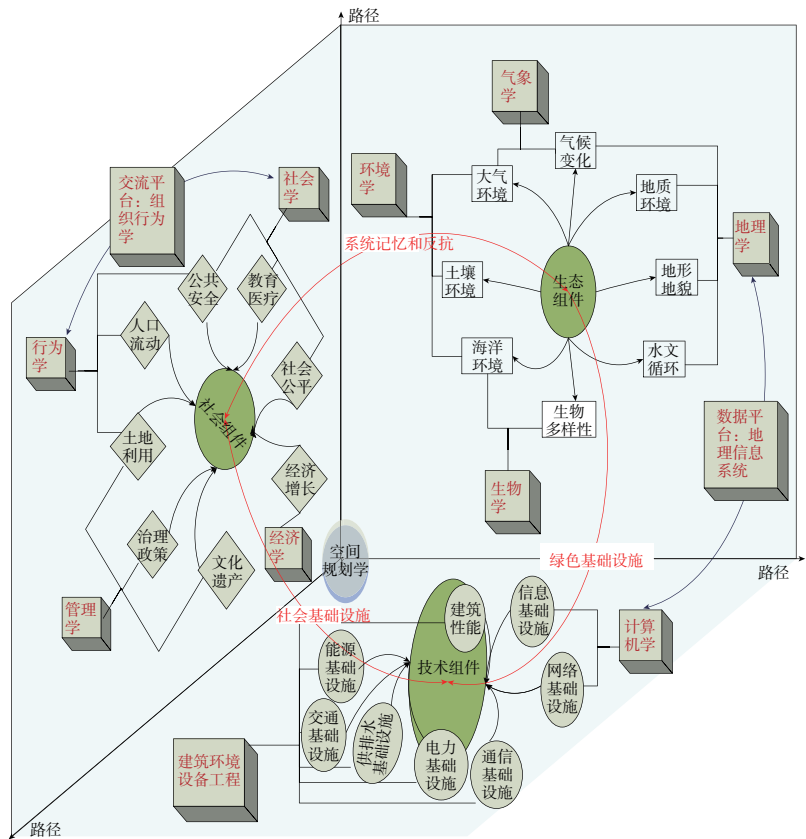 路径
气象
学
气候
变化
环境
学
大气
环境
地质
环境
交流平
台：组
织行为
学
社会
学
地理
学
系统记忆和反抗
公共
安全
教育
医疗
土壤
环境
生态
组件
地形
地貌
人口
流动
行为
学
海洋
环境
水文
循环
社会
公平
社会组件
生物
多样性
数据平
台：地
理信息
系统
土地
利用
经济
增长
生物
学
治理
政策
文化
遗产
经济
学
空间
规划学
绿色基础设施
路径
管理
学
社会基础设施
建筑
性能
信息
基础
设施
计算
机学
能源
基础
设施
技术组件
网络
基础
设施
交通
基础
设施
供排水
基础设施
电力
基础
设施
通信
基础
设施
建筑环境
设备工程
路径